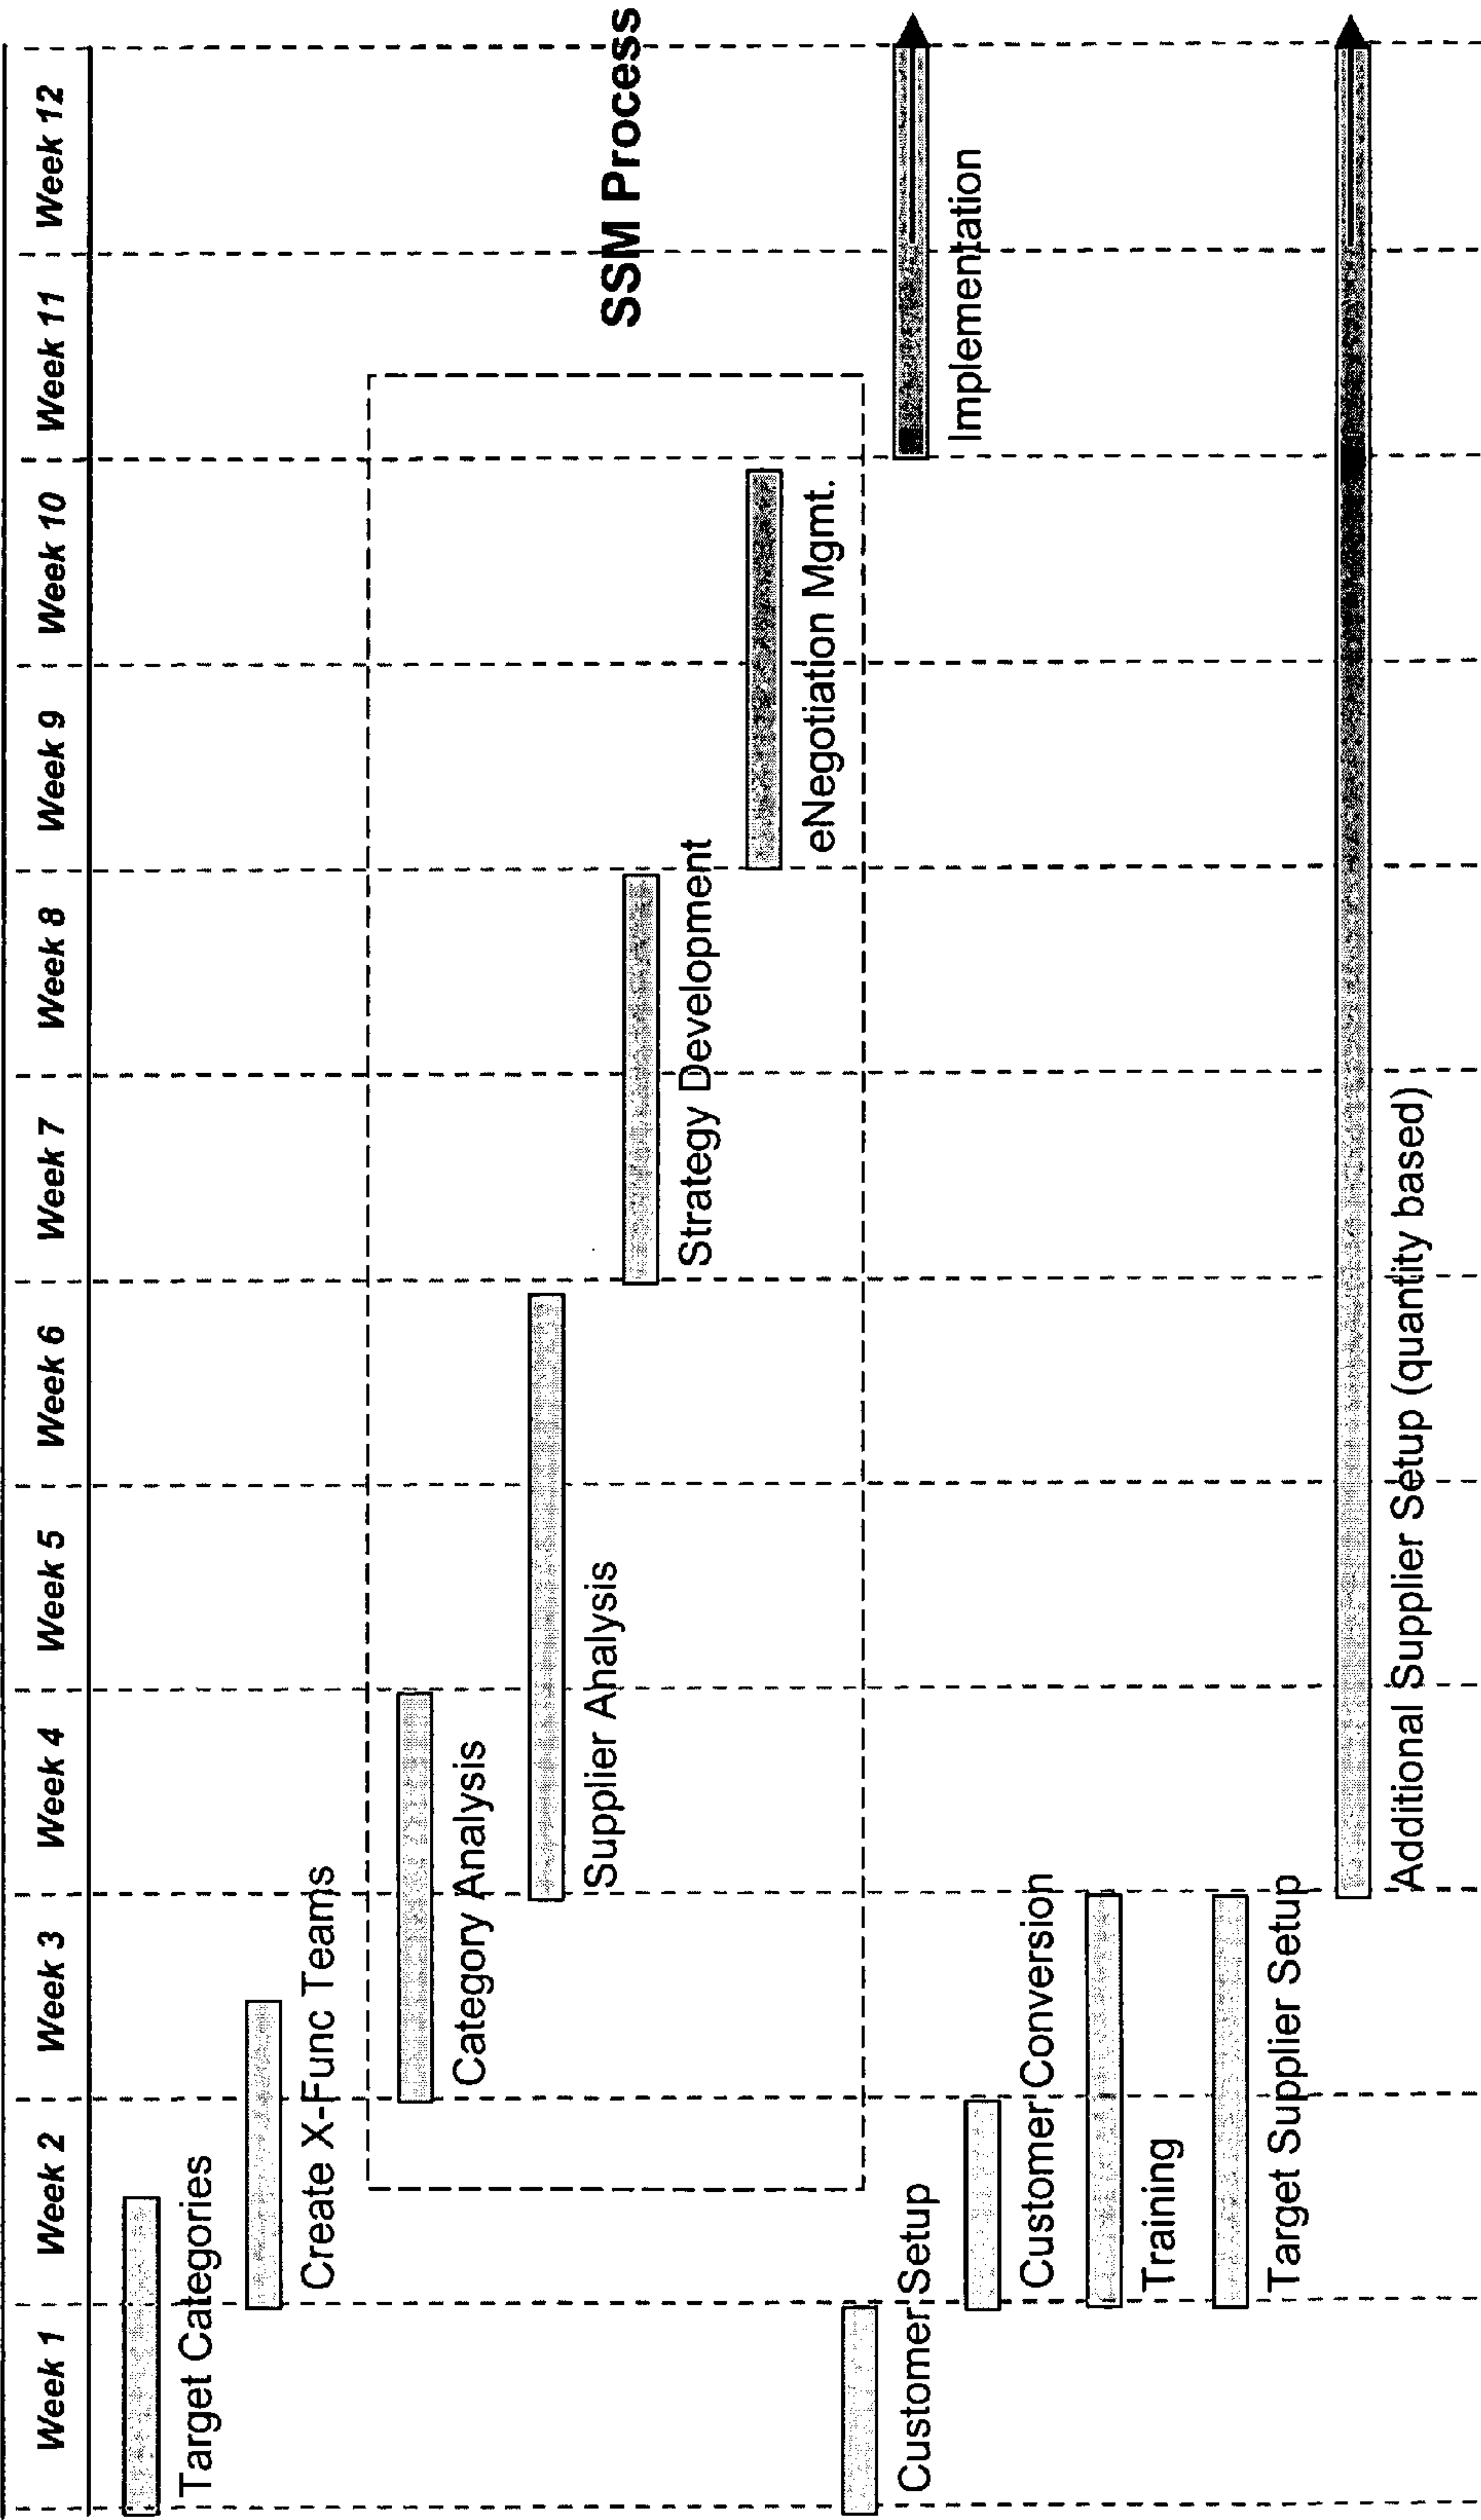 Week 1
Week 2
Week 3
Week 4
Week 5
Week 6
Week 7
Week 8
Week 9
Week 10
Week 11
Week 12
Target Categories
Create X-Func Teams
Category Analysis
Supplier Analysis
SSM Process
Strategy Development
eNegotiation Mgmt.
Customer Setup
Implementation
Customer Conversion
Training
Target Supplier Setup
Additional Supplier Setup (quantity based)